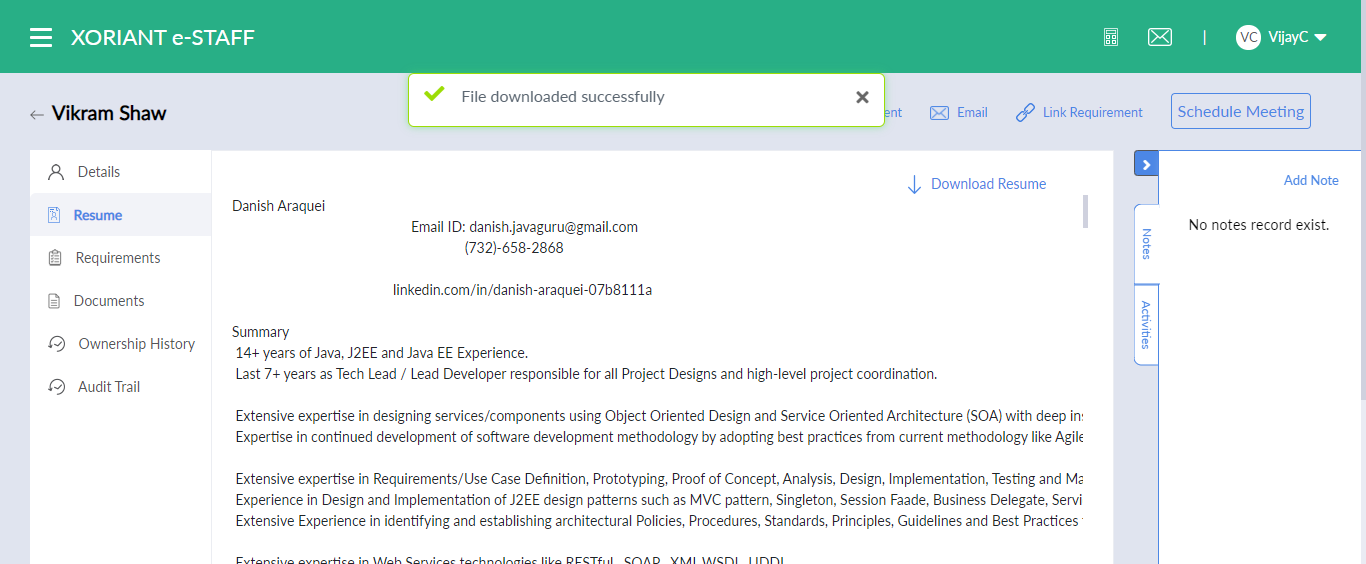 XORIANT e-STAFF
VC VijayC
File downloaded successfully
Vikram Shaw
Email
Link Requirement
Schedule Meeting
Details
Resume
Requirements
Documents
Ownership History
Audit Trail
Download Resume
Danish Araquei
Email ID: danish.javaguru@gmail.com
(732)-658-2868
linkedin.com/in/danish-araquei-07b8111a
Summary
14+ years of Java, J2EE and Java EE Experience.
Last 7+ years as Tech Lead / Lead Developer responsible for all Project Designs and high-level project coordination.
Extensive expertise in designing services/components using Object Oriented Design and Service Oriented Architecture (SOA) with deep
Expertise in continued development of software development methodology by adopting best practices from current methodology like Agile
Extensive expertise in Requirements/Use Case Definition, Prototyping, Proof of Concept, Analysis, Design, Implementation, Testing and
Experience in Design and Implementation of J2EE design patterns such as MVC pattern, Singleton, Session Faade, Business Delegate,
Extensive Experience in identifying and establishing architectural Policies, Procedures, Standards, Principles, Guidelines and Best Practices
Extensive expertise in Web Services technologies like RESTful, SOAP, XML WSDL, UDDI
Add Note
No notes record exist.
Notes
Activities